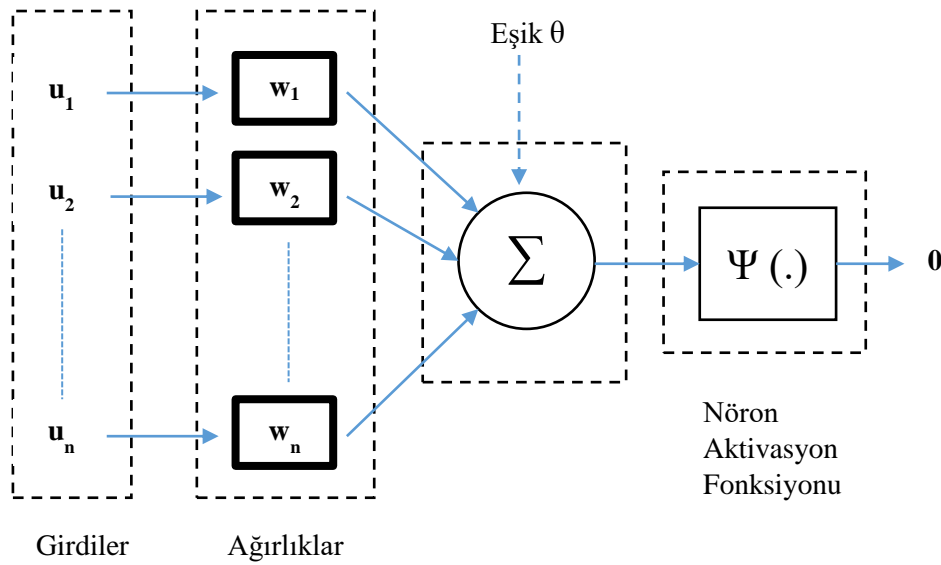 Eşik θ
u1
w1
u2
w2
Σ
Ψ (.)
0
un
wn
Nöron
Aktivasyon
Fonksiyonu
Girdiler
Ağırlıklar